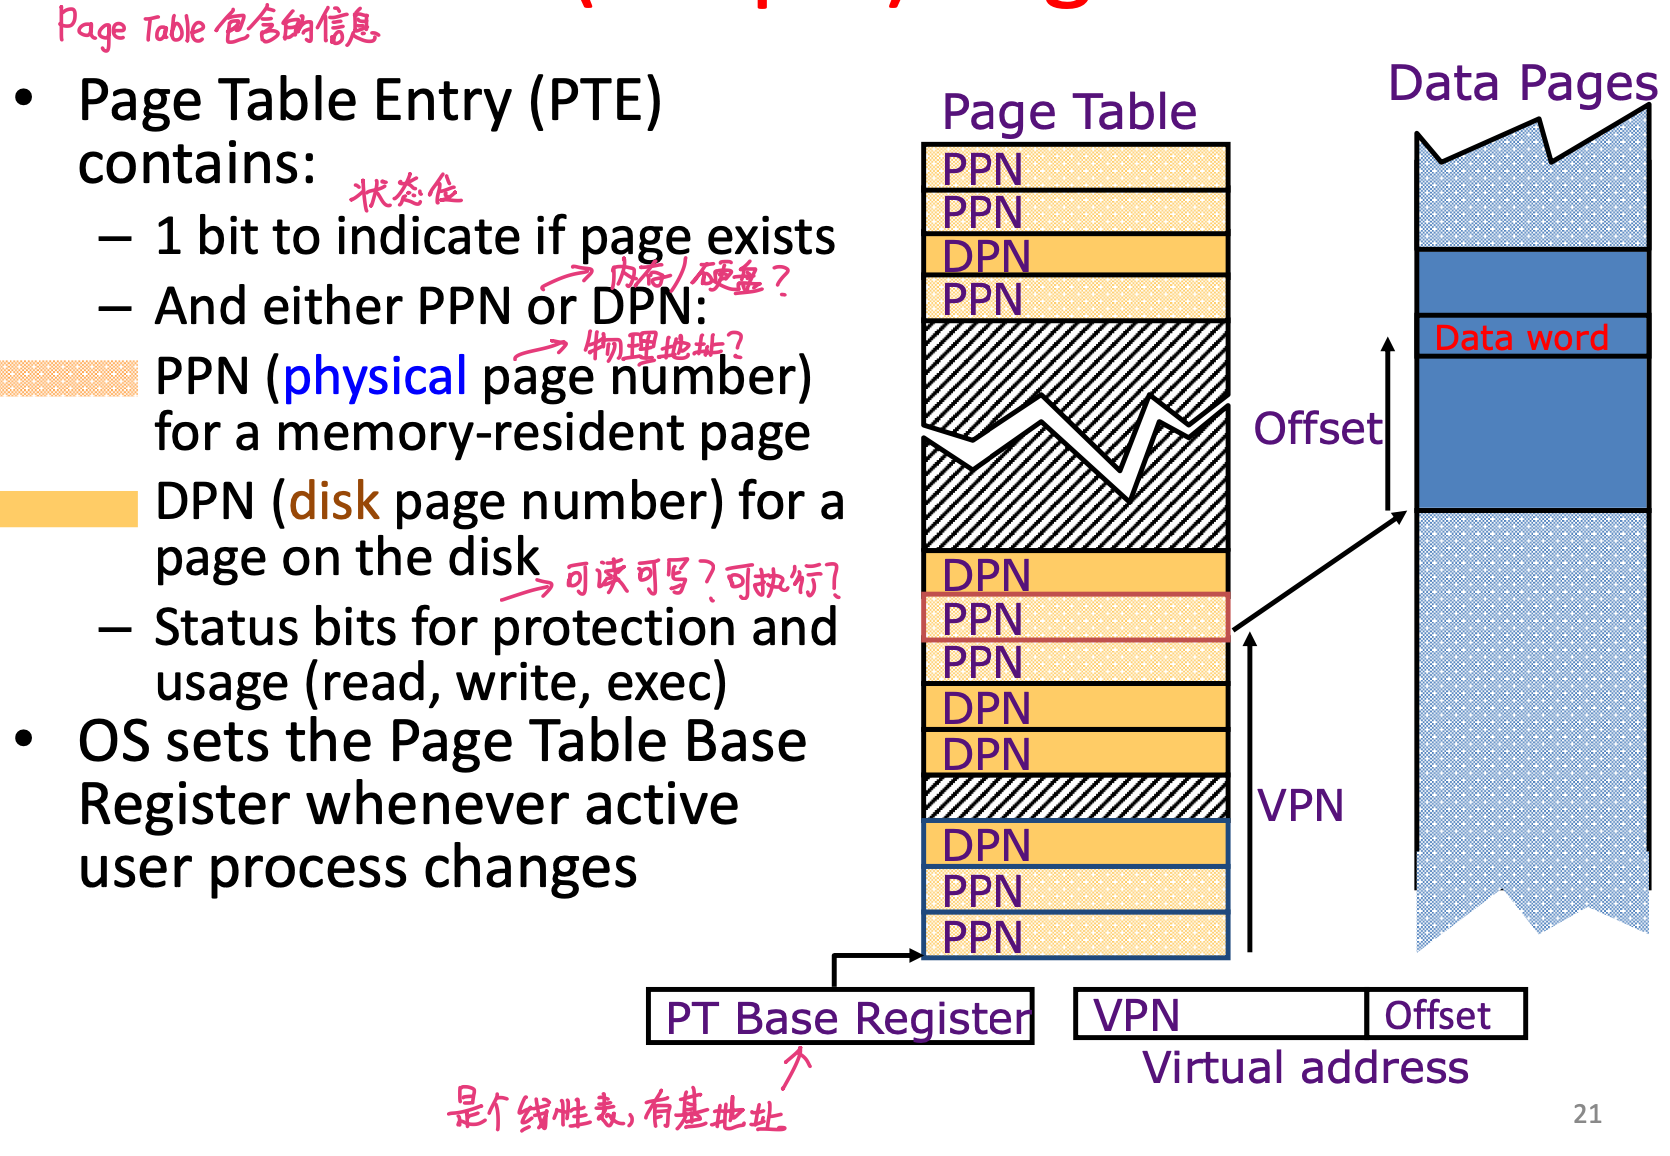 Page Table 包含的信息
• Page Table Entry (PTE)
contains:
状态位
– 1 bit to indicate if page exists
内存/硬盘?
– And either PPN or DPN:
物理地址?
PPN (physical page number)
for a memory-resident page
DPN (disk page number) for a
page on the disk
可读可写?可执行?
– Status bits for protection and
usage (read, write, exec)
• OS sets the Page Table Base
Register whenever active
user process changes
Page Table
PPN
PPN
DPN
PPN
DPN
PPN
PPN
DPN
DPN
DPN
PPN
PPN
VPN
Data Pages
Data word
Offset
PT Base Register
是个线性表,有基地址
VPN
Offset
Virtual address
21